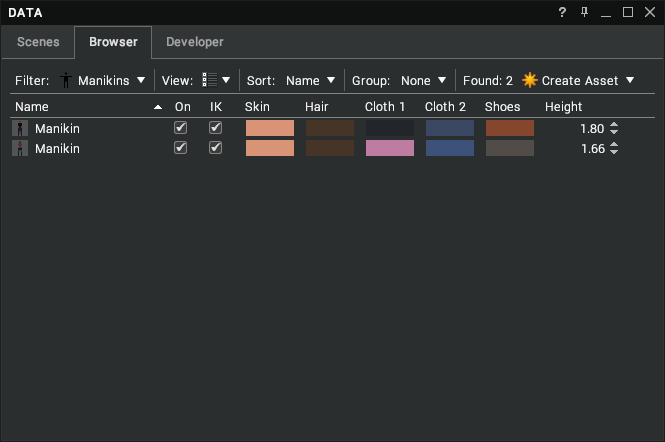 DATA ?
Scenes Browser Developer
Filter: Manikins View: Sort: Name Group: None Found: 2 Create Asset
Name On IK Skin Hair Cloth 1 Cloth 2 Shoes Height
Manikin 1.80
Manikin 1.66